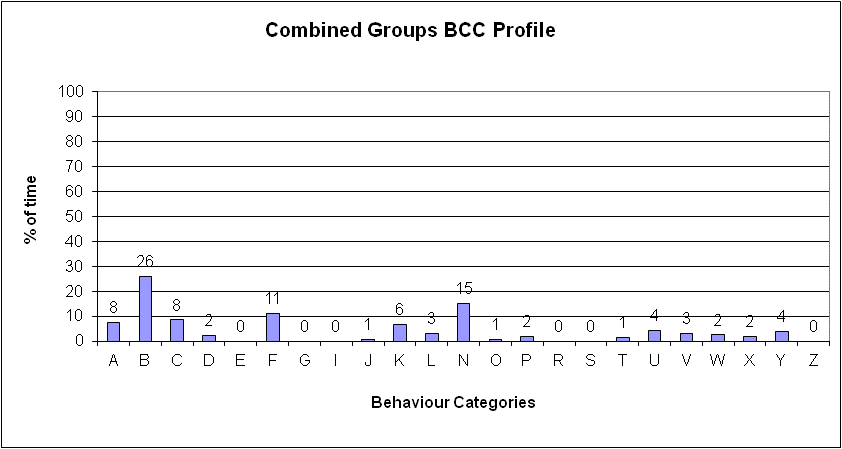 Combined Groups BCC Profile
100
90
80
70
60
50
40
30
20
10
0
% of time
8 26 8 2 0 11 0 0 1 6 3 15 1 2 0 0 1 4 3 2 2 4 0
A B C D E F G I J K L N O P R S T U V W X Y Z
Behaviour Categories